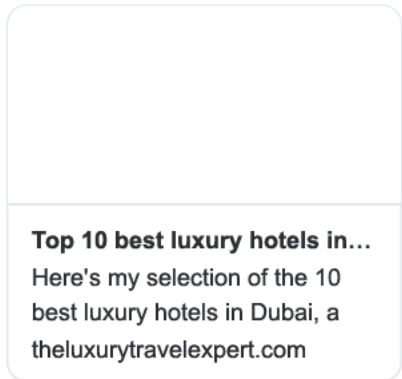 Top 10 best luxury hotels in…
Here's my selection of the 10
best luxury hotels in Dubai, a
theluxurytravelexpert.com